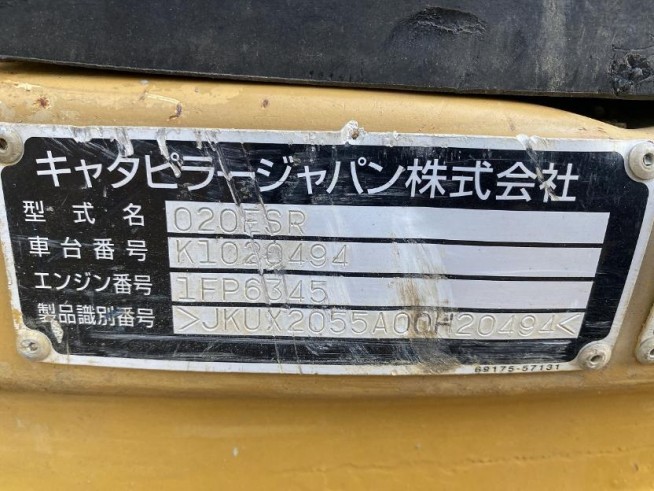 キャタピラージャパン株式会社
型式名 020ESR
車台番号 K1020494
エンジン番号 1FP6345
製品識別番号 >JKUX2055A00H20494<
69175-57131